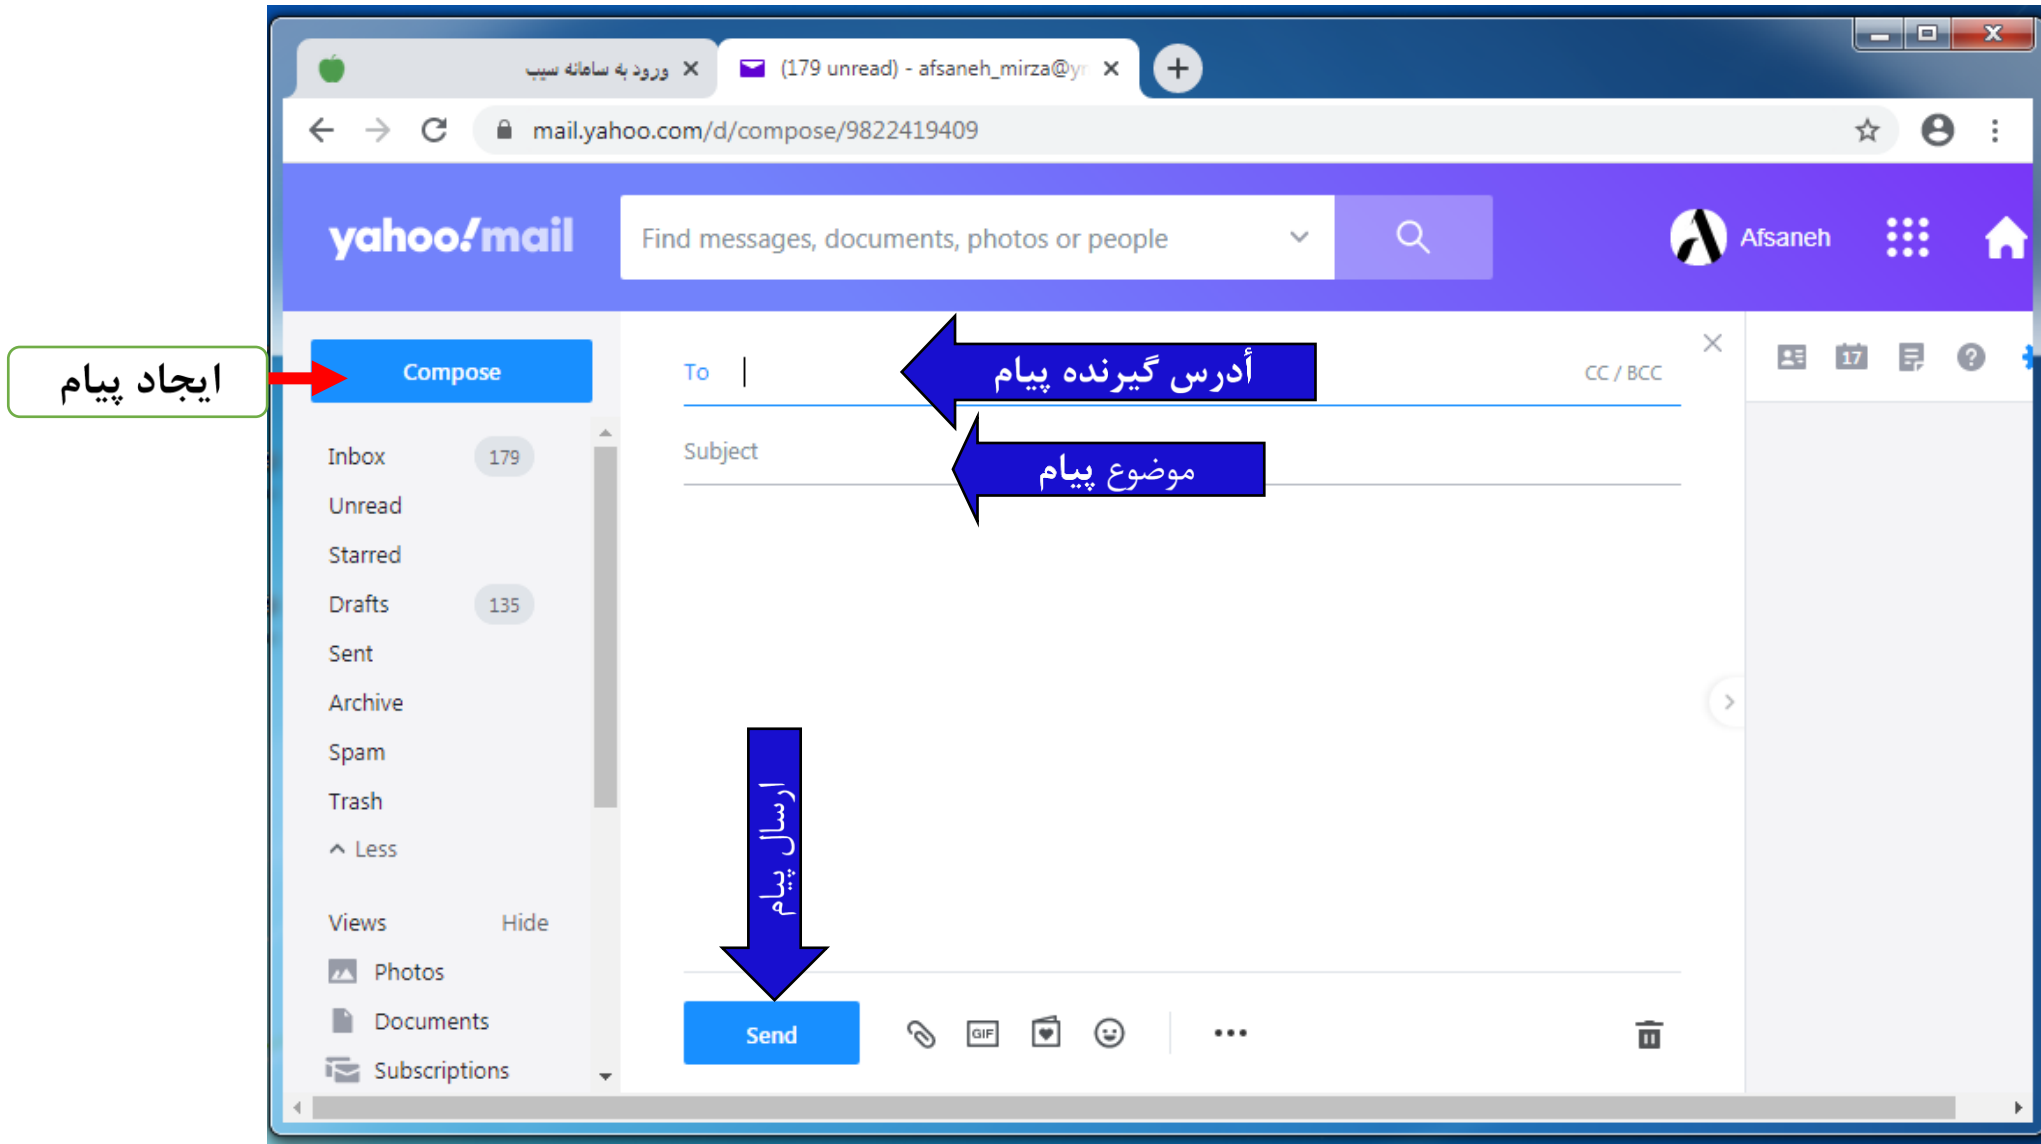 ورود به سامانه سیب
(179 unread) - afsaneh_mirza@y
mail.yahoo.com/d/compose/9822419409
yahoo!mail
Find messages, documents, photos or people
Afsaneh
ایجاد پیام
Compose
To
أدرس گیرنده پیام
CC / BCC
17
Subject
موضوع پیام
Inbox 179
Unread
Starred
Drafts 135
Sent
Archive
Spam
Trash
Less
ارسال پیام
Views Hide
Photos
Documents
Subscriptions
Send
GIF